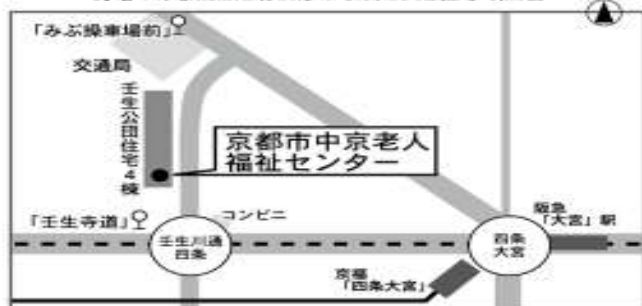 「みぶ操車場前」
交通局
壬生公団住宅4棟
京都市中京老人
福祉センター
「壬生寺道」
コンビニ
壬生川通
四条
四条
大宮
阪急
「大宮」駅
京福
「四条大宮」